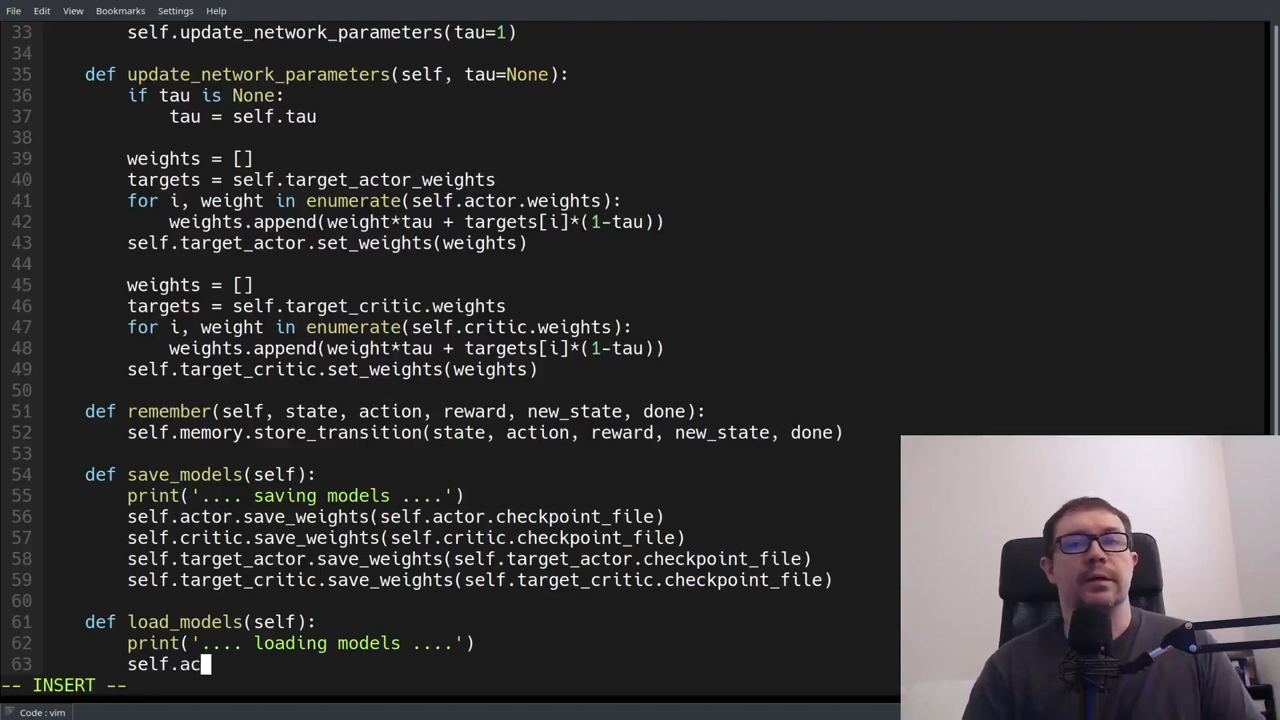 File Edit View Bookmarks Settings Help
33         self.update_network_parameters(tau=1)
34
35     def update_network_parameters(self, tau=None):
36         if tau is None:
37             tau = self.tau
38
39         weights = []
40         targets = self.target_actor_weights
41         for i, weight in enumerate(self.actor.weights):
42             weights.append(weight*tau + targets[i]*(1-tau))
43         self.target_actor.set_weights(weights)
44
45         weights = []
46         targets = self.target_critic.weights
47         for i, weight in enumerate(self.critic.weights):
48             weights.append(weight*tau + targets[i]*(1-tau))
49         self.target_critic.set_weights(weights)
50
51     def remember(self, state, action, reward, new_state, done):
52         self.memory.store_transition(state, action, reward, new_state, done)
53
54     def save_models(self):
55         print('.... saving models ....')
56         self.actor.save_weights(self.actor.checkpoint_file)
57         self.critic.save_weights(self.critic.checkpoint_file)
58         self.target_actor.save_weights(self.target_actor.checkpoint_file)
59         self.target_critic.save_weights(self.target_critic.checkpoint_file)
60
61     def load_models(self):
62         print('.... loading models ....')
63         self.ac
-- INSERT --
Code : vim